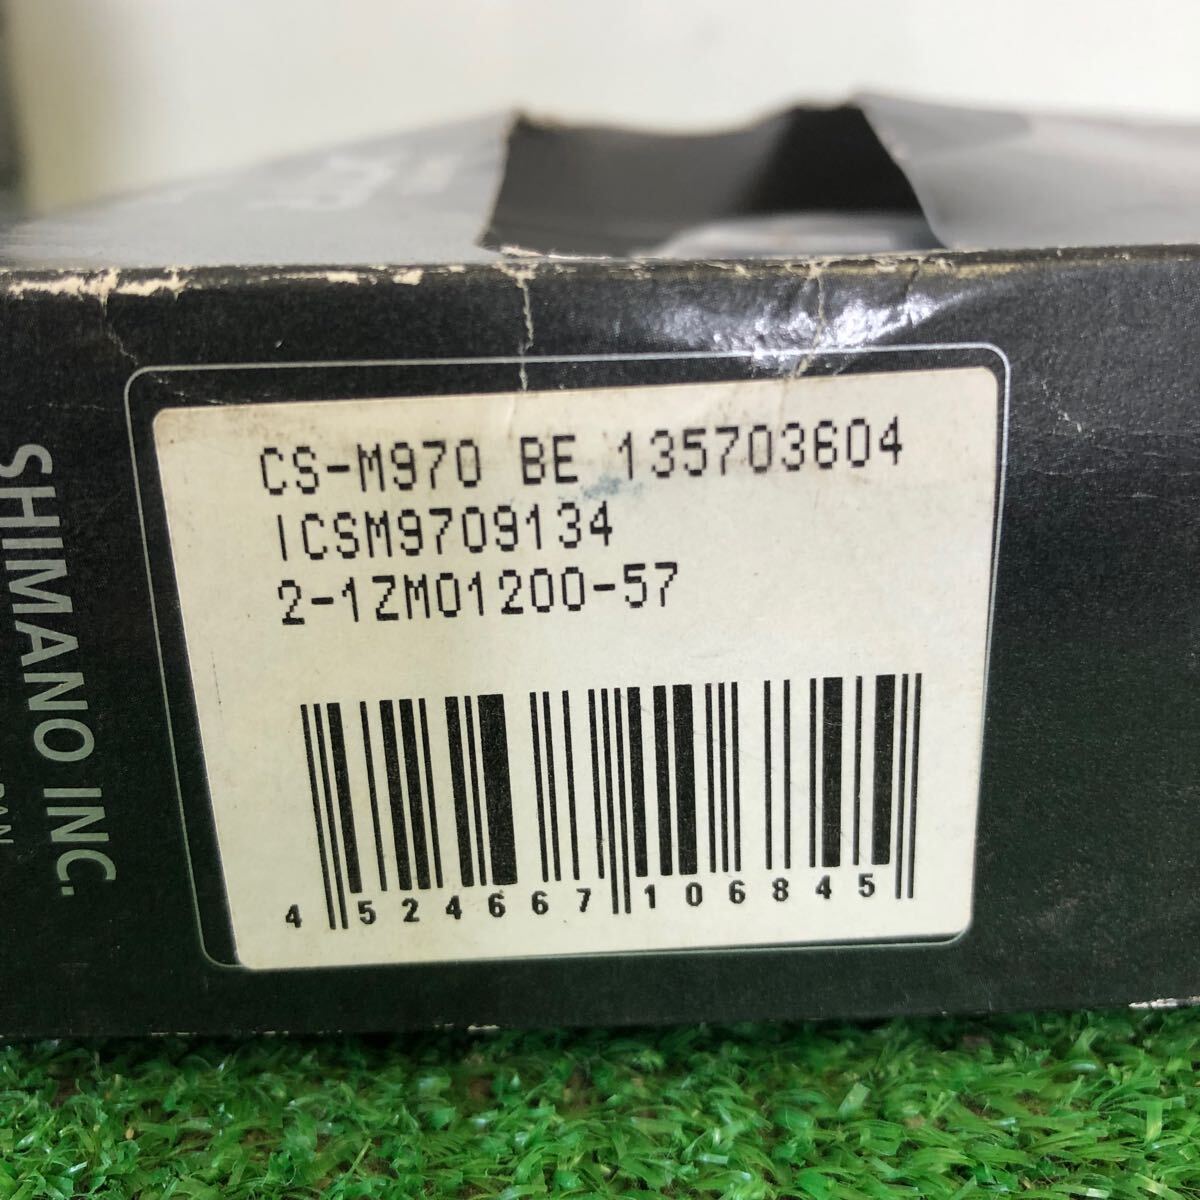 CS-M970 BE 135703604
ICSM9709134
2-1ZM01200-57
4 524667 106845
SHIMANO INC.